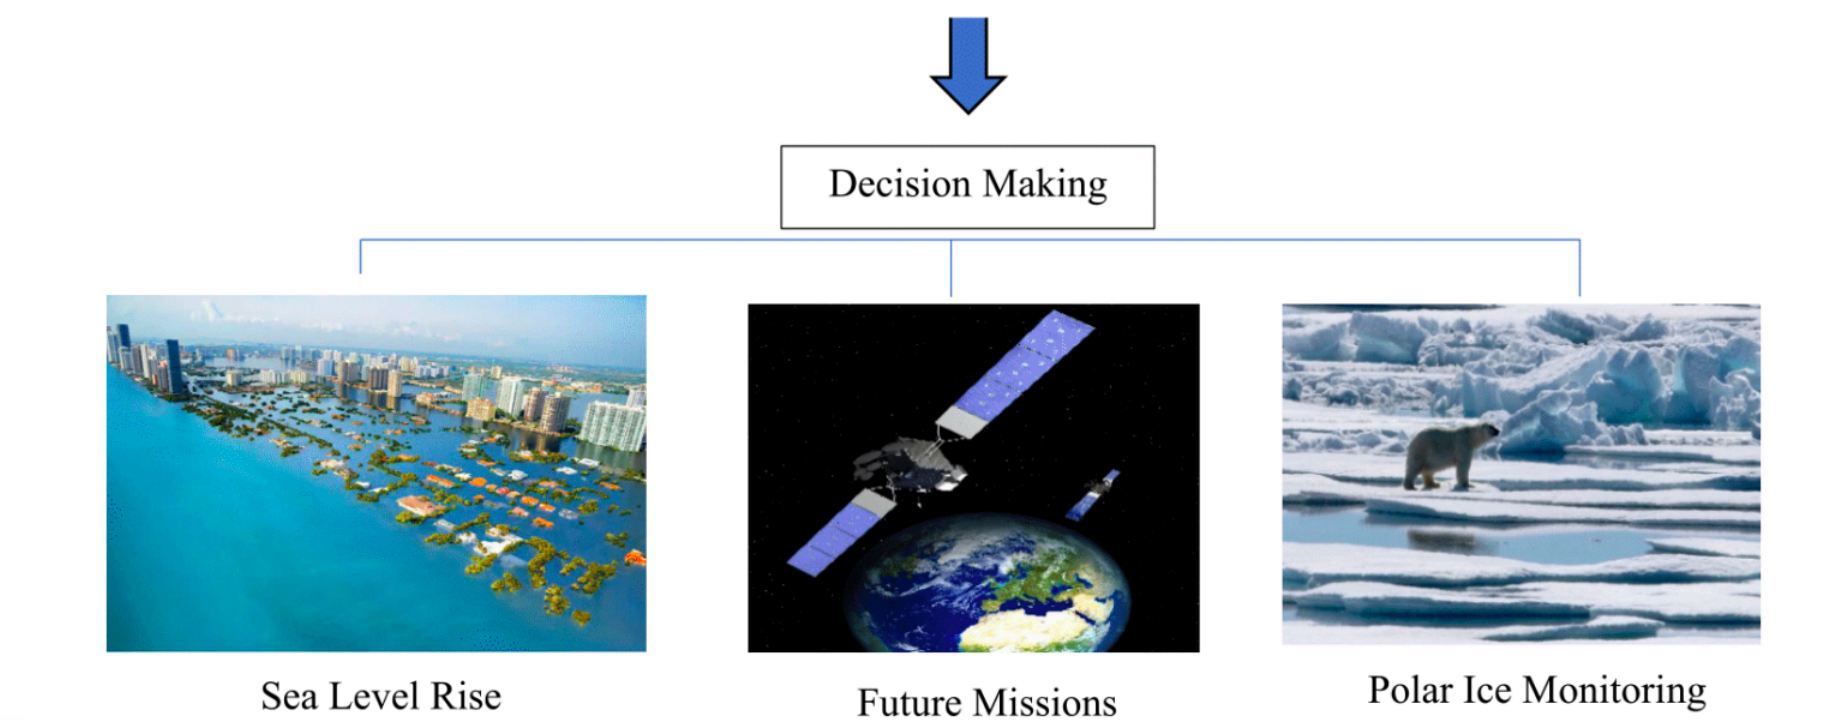 Decision Making
Sea Level Rise
Future Missions
Polar Ice Monitoring